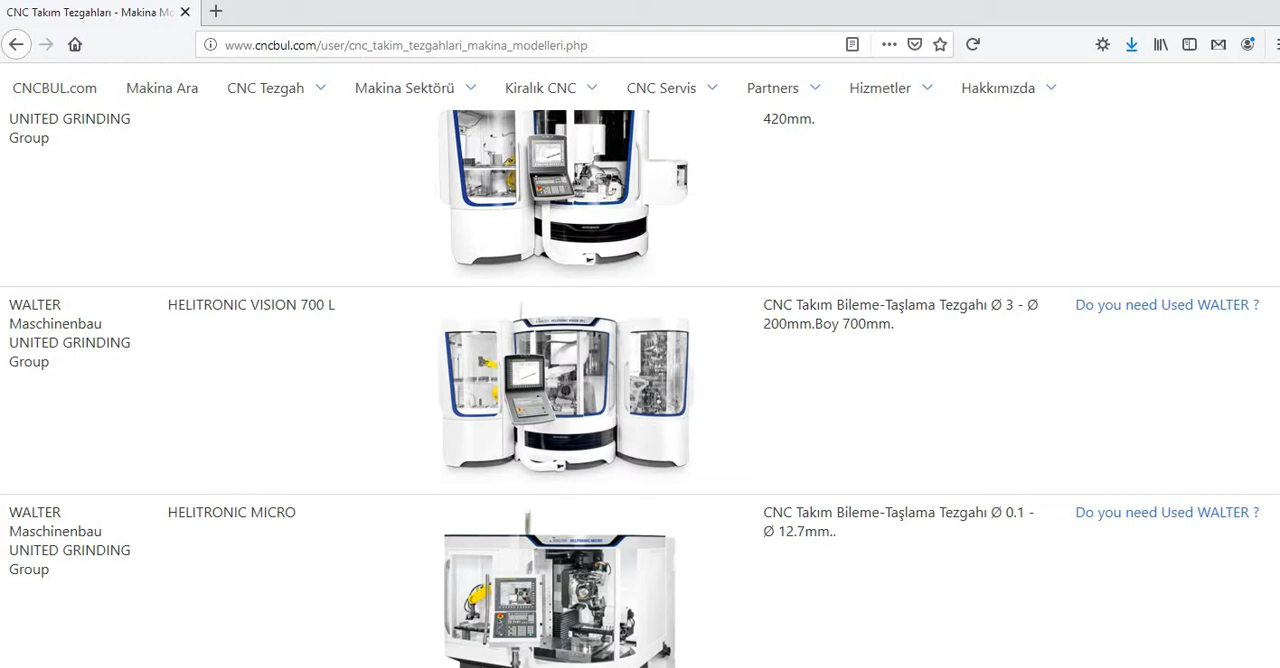 CNC Takım Tezgahları - Makina Mo
www.cncbul.com/user/cnc_takim_tezgahlari_makina_modelleri.php
CNCBUL.com Makina Ara CNC Tezgah Makina Sektörü Kiralık CNC CNC Servis Partners Hizmetler Hakkımızda
UNITED GRINDING
Group
420mm.
WALTER
Maschinenbau
UNITED GRINDING
Group
HELITRONIC VISION 700 L
CNC Takım Bileme-Taşlama Tezgahı Ø 3 - Ø
200mm.Boy 700mm.
Do you need Used WALTER ?
WALTER
Maschinenbau
UNITED GRINDING
Group
HELITRONIC MICRO
CNC Takım Bileme-Taşlama Tezgahı Ø 0.1 -
Ø 12.7mm..
Do you need Used WALTER ?